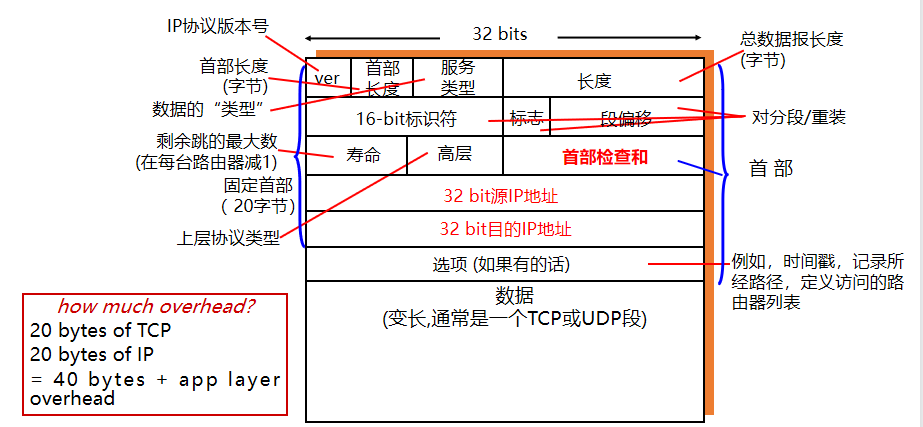 IP协议版本号
32 bits
总数据报长度
(字节)
首部长度
(字节)
ver
首部
长度
服务
类型
长度
数据的“类型”
16-bit标识符
标志
段偏移
对分段/重装
剩余跳的最大数
(在每台路由器减1)
寿命
高层
首部检查和
首 部
固定首部
( 20字节)
32 bit源IP地址
上层协议类型
32 bit目的IP地址
选项 (如果有的话)
例如，时间戳，记录所
经路径，定义访问的路
由器列表
数据
(变长,通常是一个TCP或UDP段)
how much overhead?
20 bytes of TCP
20 bytes of IP
= 40 bytes + app layer
overhead